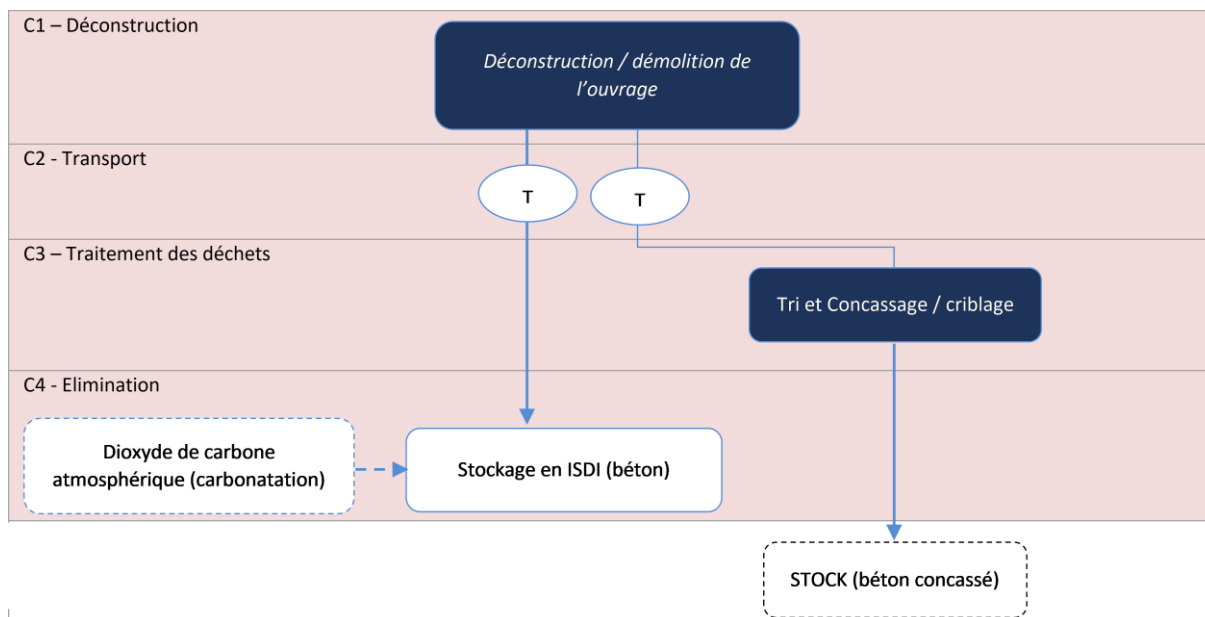 C1 – Déconstruction
Déconstruction / démolition de
l’ouvrage
C2 - Transport
T
T
C3 – Traitement des déchets
Tri et Concassage / criblage
C4 - Elimination
Dioxyde de carbone
atmosphérique (carbonatation)
Stockage en ISDI (béton)
STOCK (béton concassé)